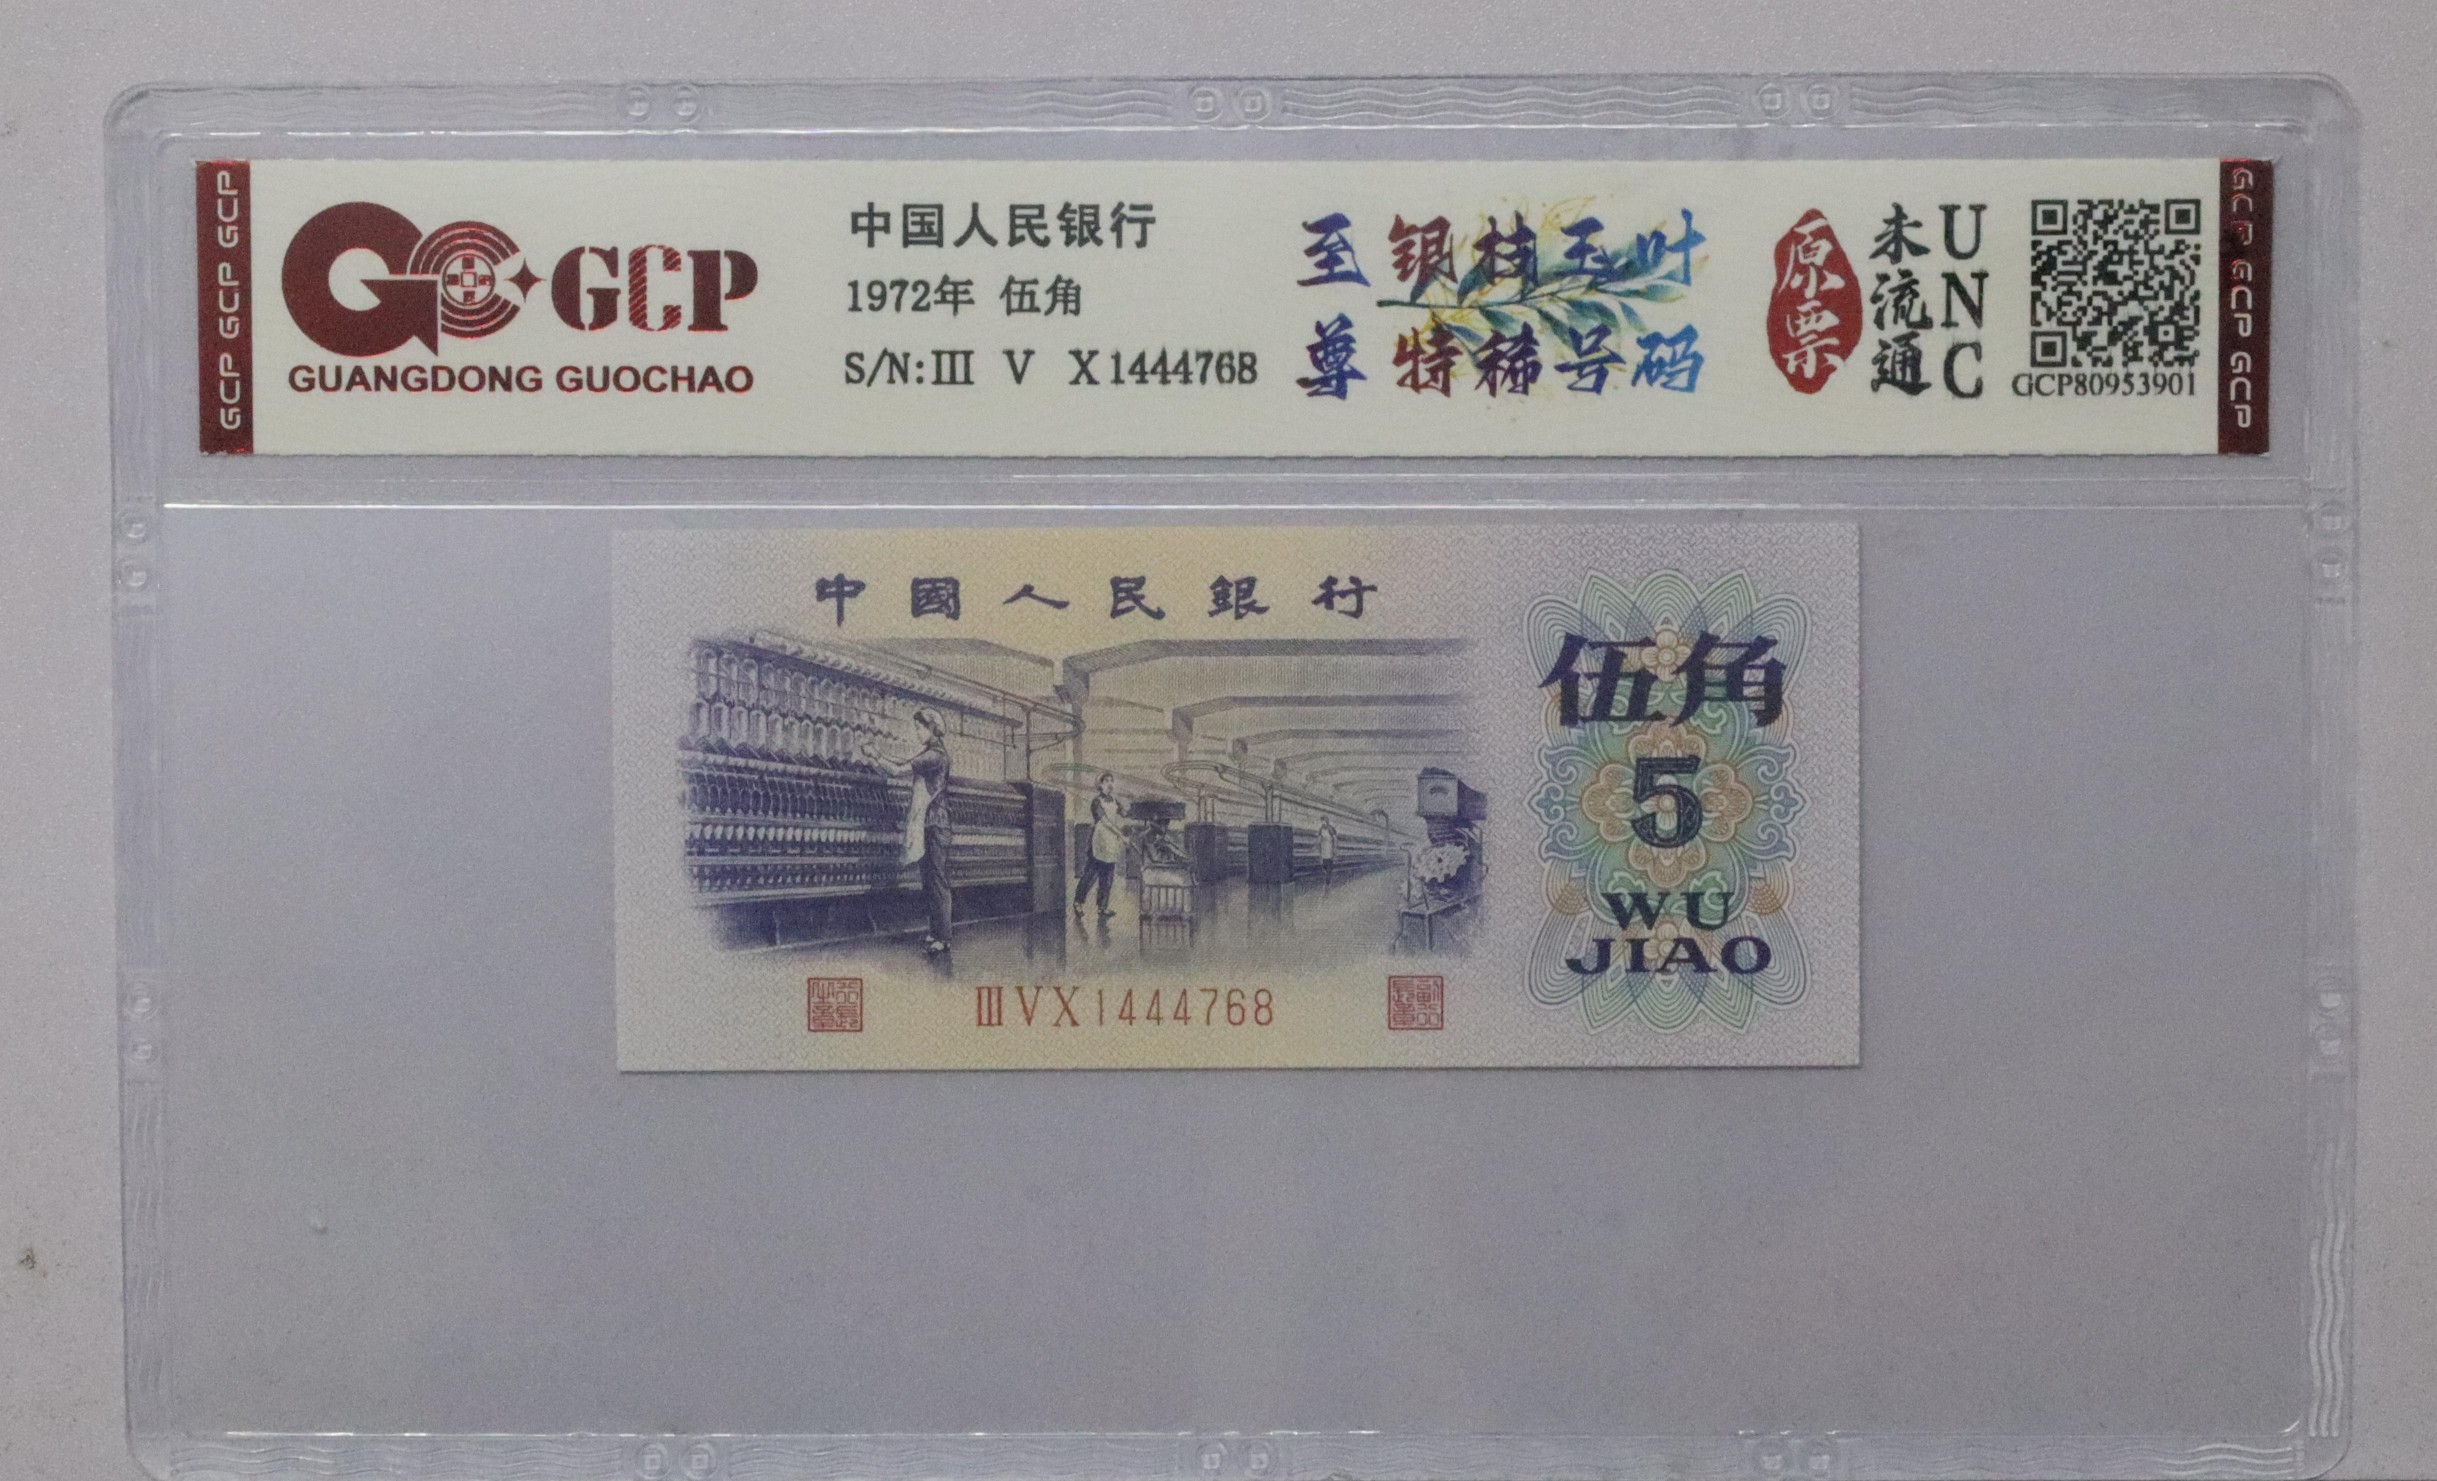 GCP GCP GCP
GCP
GUANGDONG GUOCHAO
中国人民银行
1972年 伍角
S/N:III V X1444768
至尊
银枝玉叶
特稀号码
原票
未流通
UNC
GCP80953901
GCP GCP GCP
中國人民銀行
伍角
5
WU
JIAO
III V X 1444768